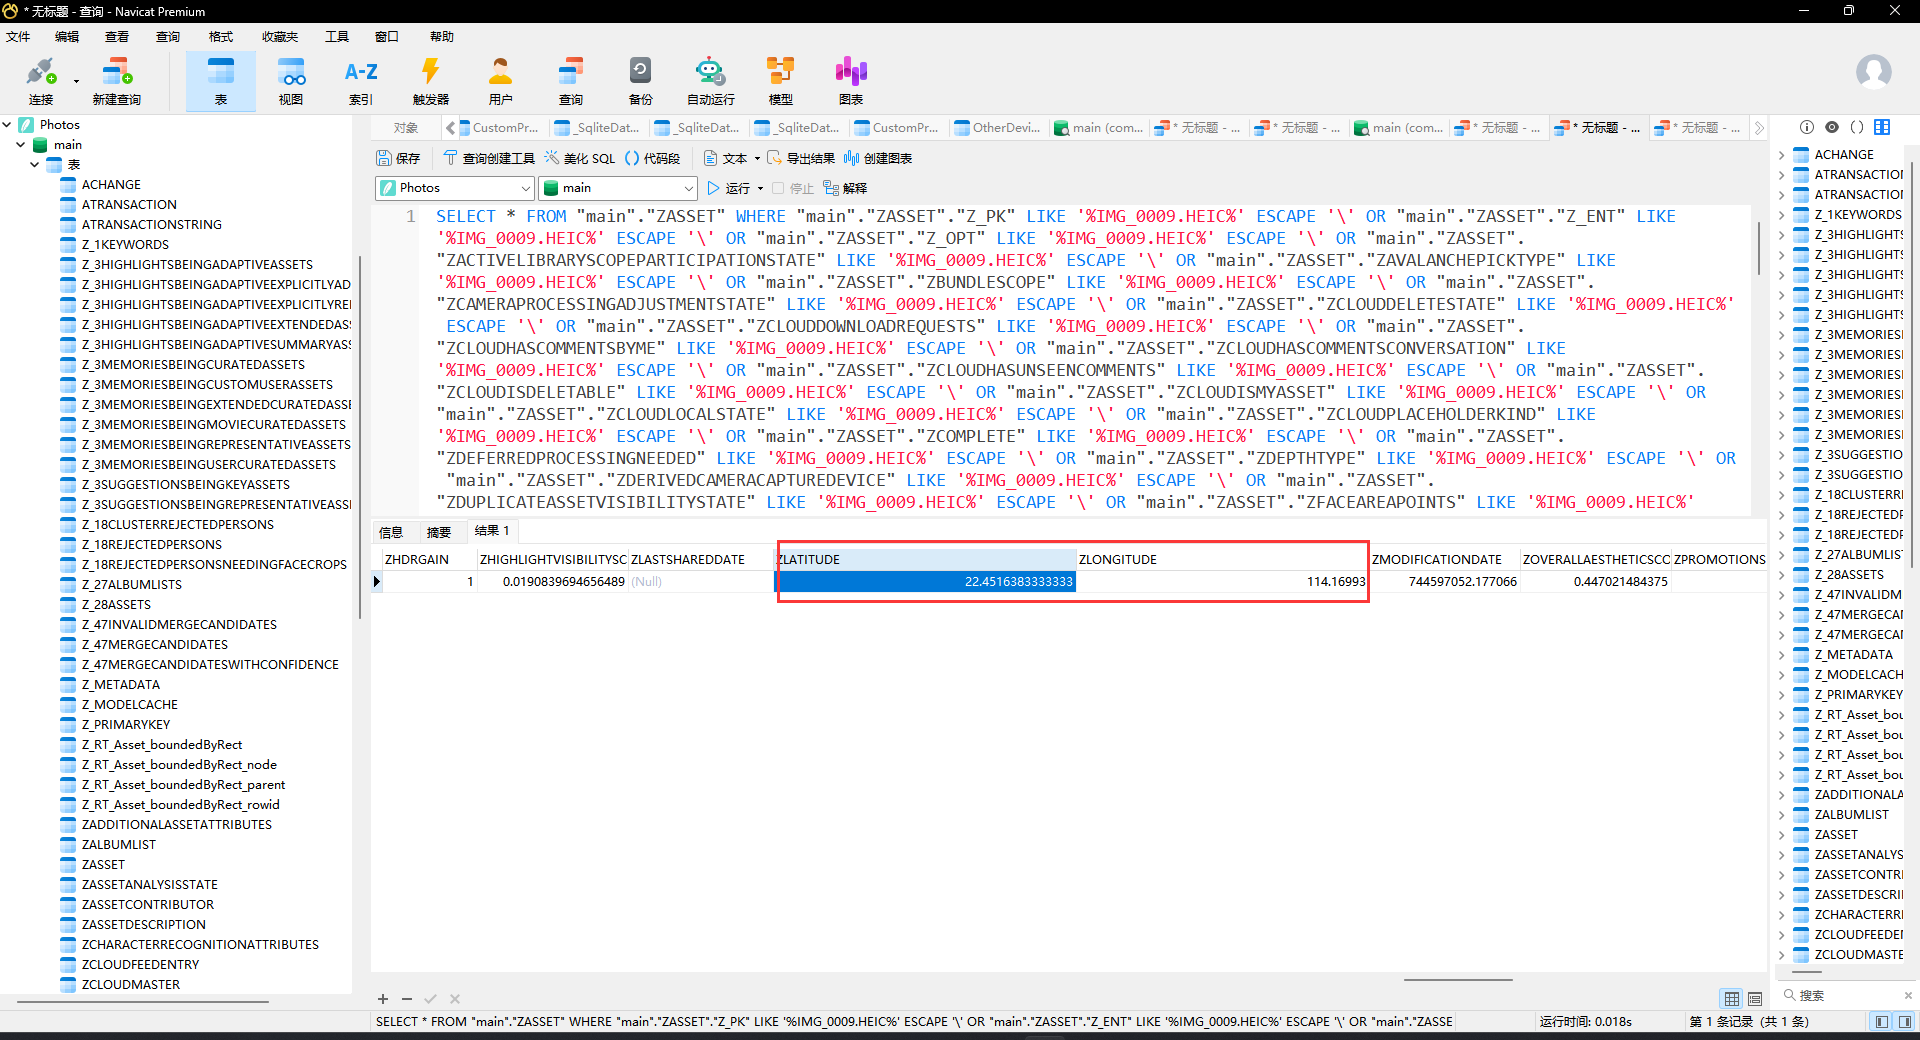 * 无标题 - 查询 - Navicat Premium
文件 编辑 查看 查询 格式 收藏夹 工具 窗口 帮助
连接 新建查询 表 视图 索引 触发器 用户 查询 备份 自动运行 模型 图表
A-Z
Photos
main
表
ACHANGE
ATRANSACTION
ATRANSACTIONSTRING
Z_1KEYWORDS
Z_3HIGHLIGHTSBEINGADAPTIVEASSETS
Z_3HIGHLIGHTSBEINGADAPTIVEEXPLICITLYAD
Z_3HIGHLIGHTSBEINGADAPTIVEEXPLICITLYREI
Z_3HIGHLIGHTSBEINGADAPTIVEEXTENDEDASS
Z_3HIGHLIGHTSBEINGADAPTIVESUMMARYASS
Z_3MEMORIESBEINGCURATEDASSETS
Z_3MEMORIESBEINGCUSTOMUSERASSETS
Z_3MEMORIESBEINGEXTENDEDCURATEDASSE
Z_3MEMORIESBEINGMOVIECURATEDASSETS
Z_3MEMORIESBEINGREPRESENTATIVEASSETS
Z_3MEMORIESBEINGUSERCURATEDASSETS
Z_3SUGGESTIONSBEINGKEYASSETS
Z_3SUGGESTIONSBEINGREPRESENTATIVEASSE
Z_18CLUSTERREJECTEDPERSONS
Z_18REJECTEDPERSONS
Z_18REJECTEDPERSONSNEEDINGFACECROPS
Z_27ALBUMLISTS
Z_28ASSETS
Z_47INVALIDMERGECANDIDATES
Z_47MERGECANDIDATES
Z_47MERGECANDIDATESWITHCONFIDENCE
Z_METADATA
Z_MODELCACHE
Z_PRIMARYKEY
Z_RT_Asset_boundedByRect
Z_RT_Asset_boundedByRect_node
Z_RT_Asset_boundedByRect_parent
Z_RT_Asset_boundedByRect_rowid
ZADDITIONALASSETATTRIBUTES
ZALBUMLIST
ZASSET
ZASSETANALYSISSTATE
ZASSETCONTRIBUTOR
ZASSETDESCRIPTION
ZCHARACTERRECOGNITIONATTRIBUTES
ZCLOUDFEEDENTRY
ZCLOUDMASTER
对象 CustomPr... _SqliteDat... _SqliteDat... _SqliteDat... CustomPr... OtherDevi... main (com... * 无标题 - ... * 无标题 - ... main (com... * 无标题 - ... * 无标题 - ... * 无标题 - ...
保存 查询创建工具 美化 SQL () 代码段 文本 导出结果 创建图表
Photos main 运行 停止 解释
1 SELECT * FROM "main"."ZASSET" WHERE "main"."ZASSET"."Z_PK" LIKE '%IMG_0009.HEIC%' ESCAPE '\' OR "main"."ZASSET"."Z_ENT" LIKE
'%IMG_0009.HEIC%' ESCAPE '\' OR "main"."ZASSET"."Z_OPT" LIKE '%IMG_0009.HEIC%' ESCAPE '\' OR "main"."ZASSET".
"ZACTIVELIBRARYSCOPEPARTICIPATIONSTATE" LIKE '%IMG_0009.HEIC%' ESCAPE '\' OR "main"."ZASSET"."ZAVALANCHEPICKTYPE" LIKE
'%IMG_0009.HEIC%' ESCAPE '\' OR "main"."ZASSET"."ZBUNDLESCOPE" LIKE '%IMG_0009.HEIC%' ESCAPE '\' OR "main"."ZASSET".
"ZCAMERAPROCESSINGADJUSTMENTSTATE" LIKE '%IMG_0009.HEIC%' ESCAPE '\' OR "main"."ZASSET"."ZCLOUDDELETESTATE" LIKE '%IMG_0009.HEIC%'
ESCAPE '\' OR "main"."ZASSET"."ZCLOUDDOWNLOADREQUESTS" LIKE '%IMG_0009.HEIC%' ESCAPE '\' OR "main"."ZASSET".
"ZCLOUDHASCOMMENTSBYME" LIKE '%IMG_0009.HEIC%' ESCAPE '\' OR "main"."ZASSET"."ZCLOUDHASCOMMENTSCONVERSATION" LIKE
'%IMG_0009.HEIC%' ESCAPE '\' OR "main"."ZASSET"."ZCLOUDHASUNSEENCOMMENTS" LIKE '%IMG_0009.HEIC%' ESCAPE '\' OR "main"."ZASSET".
"ZCLOUDISDELETABLE" LIKE '%IMG_0009.HEIC%' ESCAPE '\' OR "main"."ZASSET"."ZCLOUDISMYASSET" LIKE '%IMG_0009.HEIC%' ESCAPE '\' OR
"main"."ZASSET"."ZCLOUDLOCALSTATE" LIKE '%IMG_0009.HEIC%' ESCAPE '\' OR "main"."ZASSET"."ZCLOUDPLACEHOLDERKIND" LIKE
'%IMG_0009.HEIC%' ESCAPE '\' OR "main"."ZASSET"."ZCOMPLETE" LIKE '%IMG_0009.HEIC%' ESCAPE '\' OR "main"."ZASSET".
"ZDEFERREDPROCESSINGNEEDED" LIKE '%IMG_0009.HEIC%' ESCAPE '\' OR "main"."ZASSET"."ZDEPTHTYPE" LIKE '%IMG_0009.HEIC%' ESCAPE '\' OR
"main"."ZASSET"."ZDERIVEDCAMERACAPTUREDEVICE" LIKE '%IMG_0009.HEIC%' ESCAPE '\' OR "main"."ZASSET".
"ZDUPLICATEASSETVISIBILITYSTATE" LIKE '%IMG_0009.HEIC%' ESCAPE '\' OR "main"."ZASSET"."ZFACEAREAPOINTS" LIKE '%IMG_0009.HEIC%'
信息 摘要 结果 1
ZHDRGAIN ZHIGHLIGHTVISIBILITYSC ZLASTSHAREDDATE ZLATITUDE ZLONGITUDE ZMODIFICATIONDATE ZOVERALLAESTHETICSCC ZPROMOTIONS
1 0.0190839694656489 (Null) 22.4516383333333 114.16993 744597052.177066 0.447021484375
SELECT * FROM "main"."ZASSET" WHERE "main"."ZASSET"."Z_PK" LIKE '%IMG_0009.HEIC%' ESCAPE '\' OR "main"."ZASSET"."Z_ENT" LIKE '%IMG_0009.HEIC%' ESCAPE '\' OR "main"."ZASSE
运行时间: 0.018s
第 1 条记录 (共 1 条)
ACHANGE
ATRANSACTION
ATRANSACTION
Z_1KEYWORDS
Z_3HIGHLIGHTS
Z_3HIGHLIGHTS
Z_3HIGHLIGHTS
Z_3HIGHLIGHTS
Z_3HIGHLIGHTS
Z_3MEMORIESI
Z_3MEMORIESI
Z_3MEMORIESI
Z_3MEMORIESI
Z_3MEMORIESI
Z_3MEMORIESI
Z_3SUGGESTIO
Z_3SUGGESTIO
Z_18CLUSTERRI
Z_18REJECTEDP
Z_18REJECTEDP
Z_27ALBUMLIS
Z_28ASSETS
Z_47INVALIDM
Z_47MERGECAI
Z_47MERGECAI
Z_METADATA
Z_MODELCACH
Z_PRIMARYKEY
Z_RT_Asset_bou
Z_RT_Asset_bou
Z_RT_Asset_bou
Z_RT_Asset_bou
ZADDITIONALA
ZALBUMLIST
ZASSET
ZASSETANALYS
ZASSETCONTRI
ZASSETDESCRI
ZCHARACTERRI
ZCLOUDFEEDEI
ZCLOUDMASTE
搜索